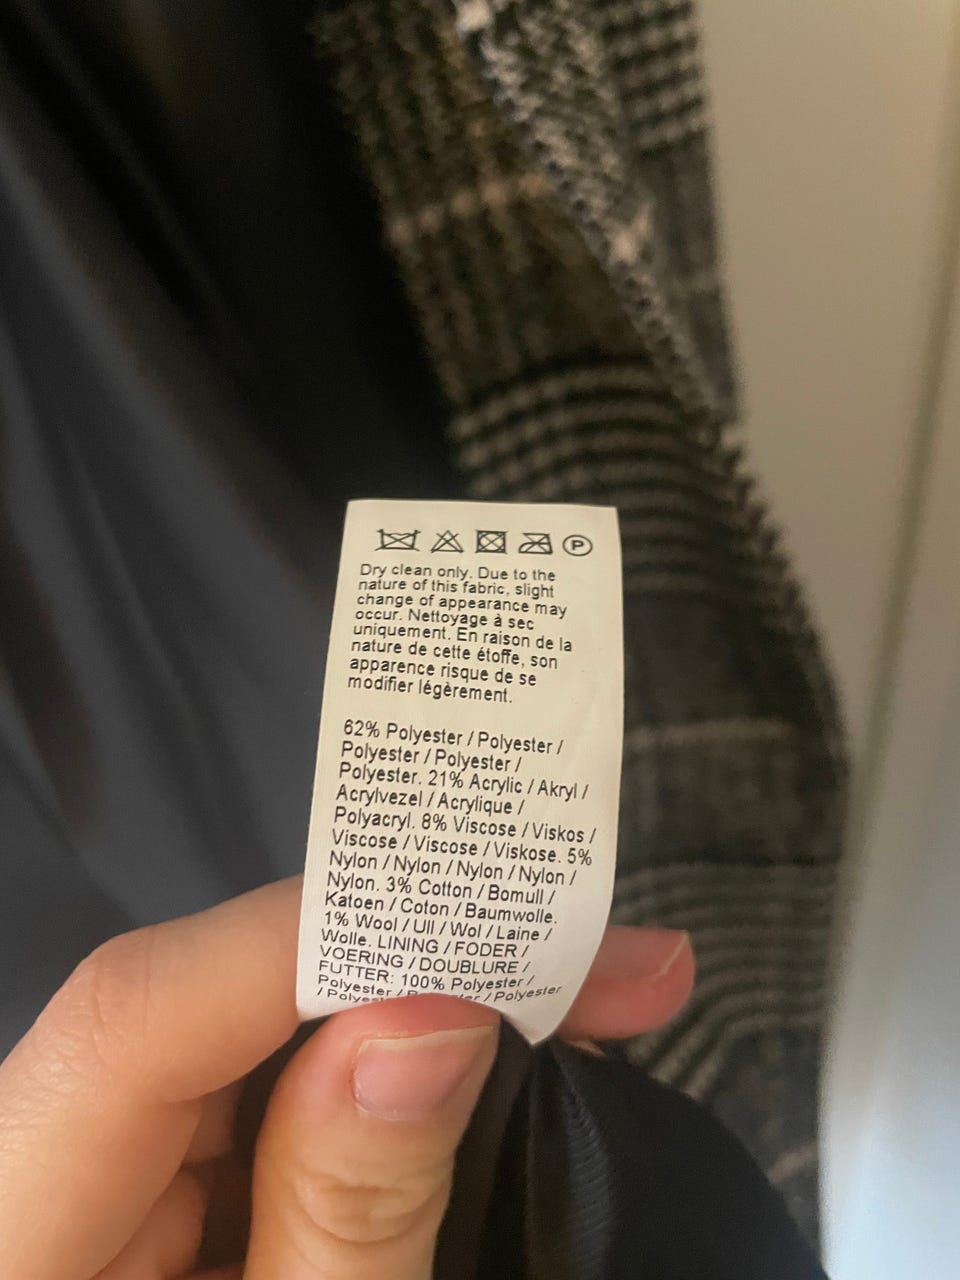 P
Dry clean only. Due to the
nature of this fabric, slight
change of appearance may
occur. Nettoyage à sec
uniquement. En raison de la
nature de cette étoffe, son
apparence risque de se
modifier légèrement.
62% Polyester / Polyester /
Polyester / Polyester /
Polyester. 21% Acrylic / Akryl /
Acrylvezel / Acrylique /
Polyacryl. 8% Viscose / Viskos /
Viscose / Viscose / Viskose. 5%
Nylon / Nylon / Nylon / Nylon /
Nylon. 3% Cotton / Bomull /
Katoen / Coton / Baumwolle.
1% Wool / Ull / Wol / Laine /
Wolle. LINING / FODER /
VOERING / DOUBLURE /
FUTTER: 100% Polyester /
Polyester / / Polyester
/